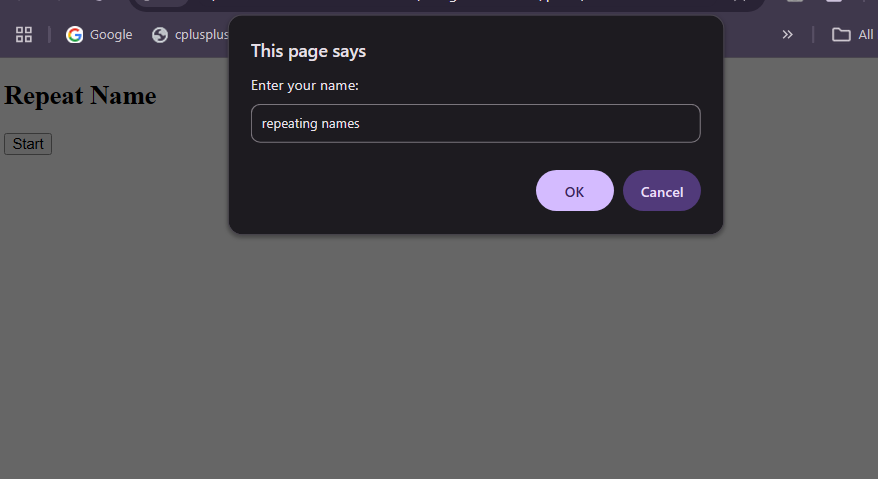 Google
cplusplus
All
This page says
Enter your name:
repeating names
OK
Cancel
Repeat Name
Start